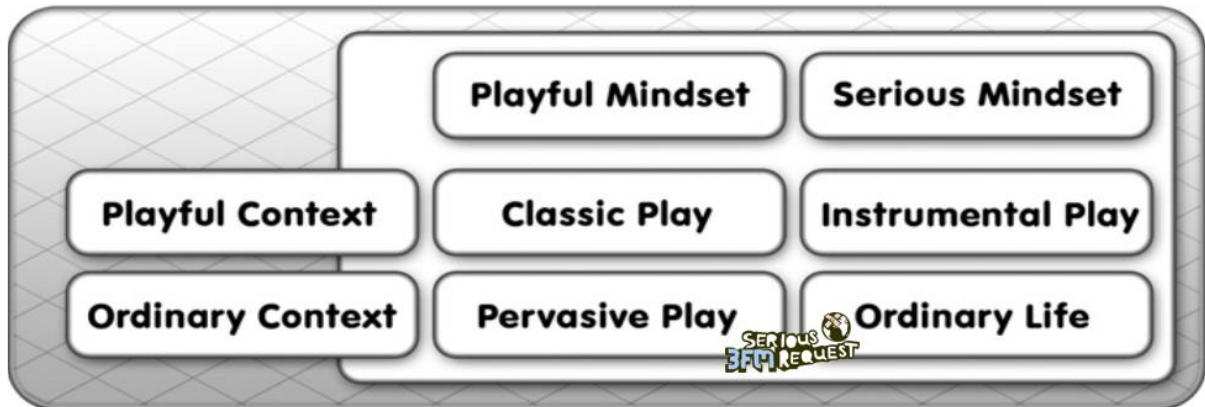 Playful Mindset
Serious Mindset
Playful Context
Classic Play
Instrumental Play
Ordinary Context
Pervasive Play
Ordinary Life
SERIOUS
3FM REQUEST